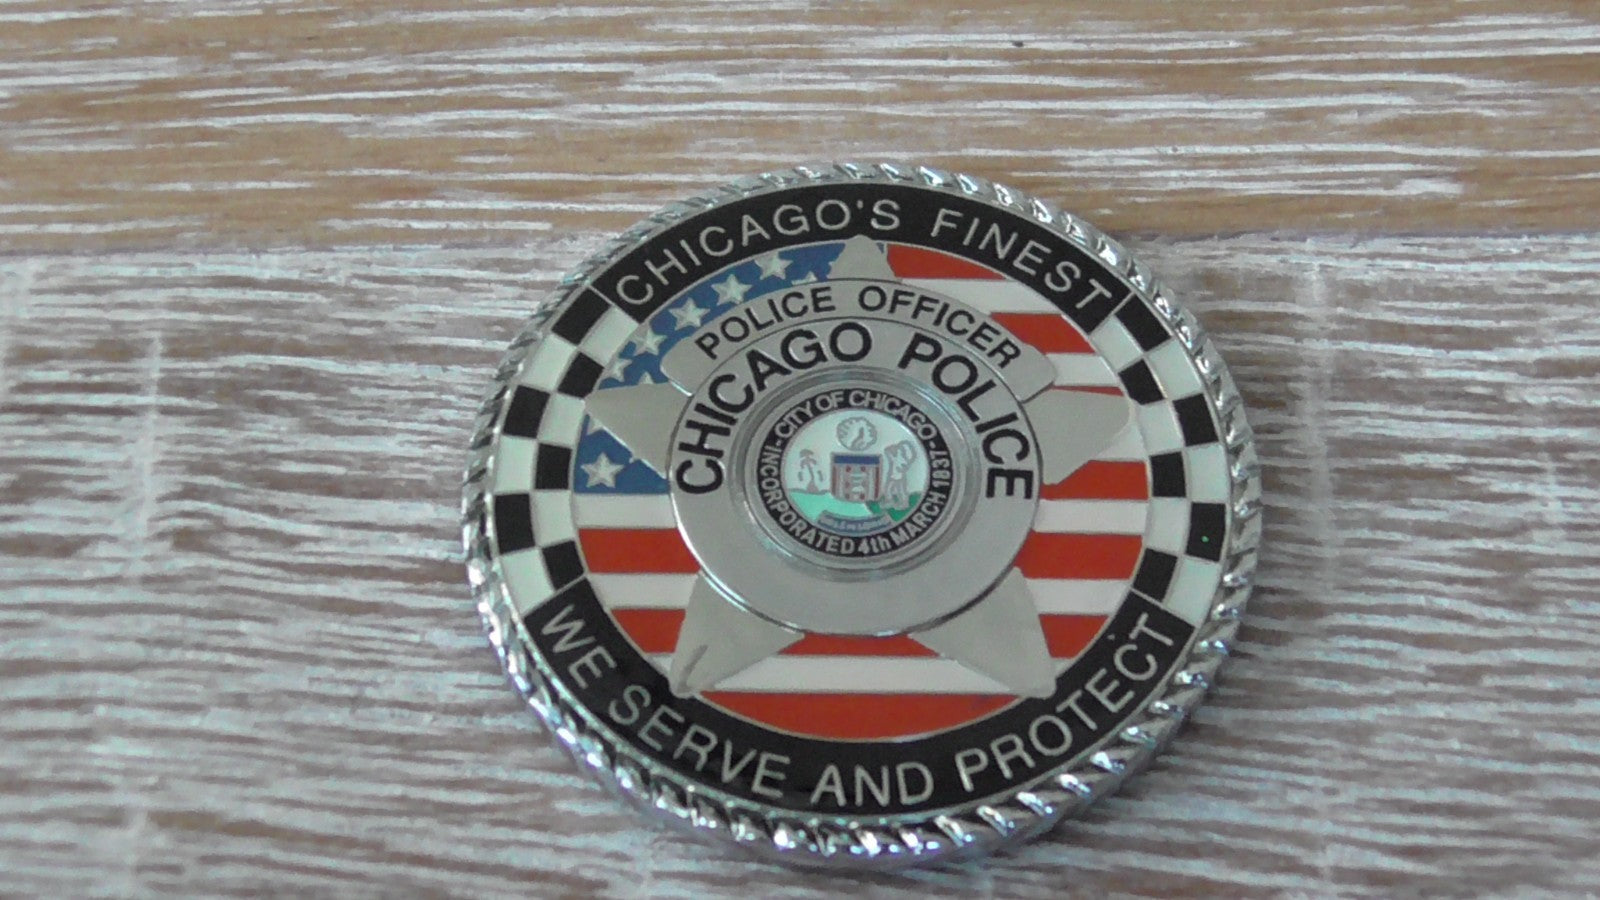 CHICAGO'S FINEST
POLICE OFFICER
CHICAGO POLICE
CITY OF CHICAGO
INCORPORATED 4th MARCH 1837
WE SERVE AND PROTECT